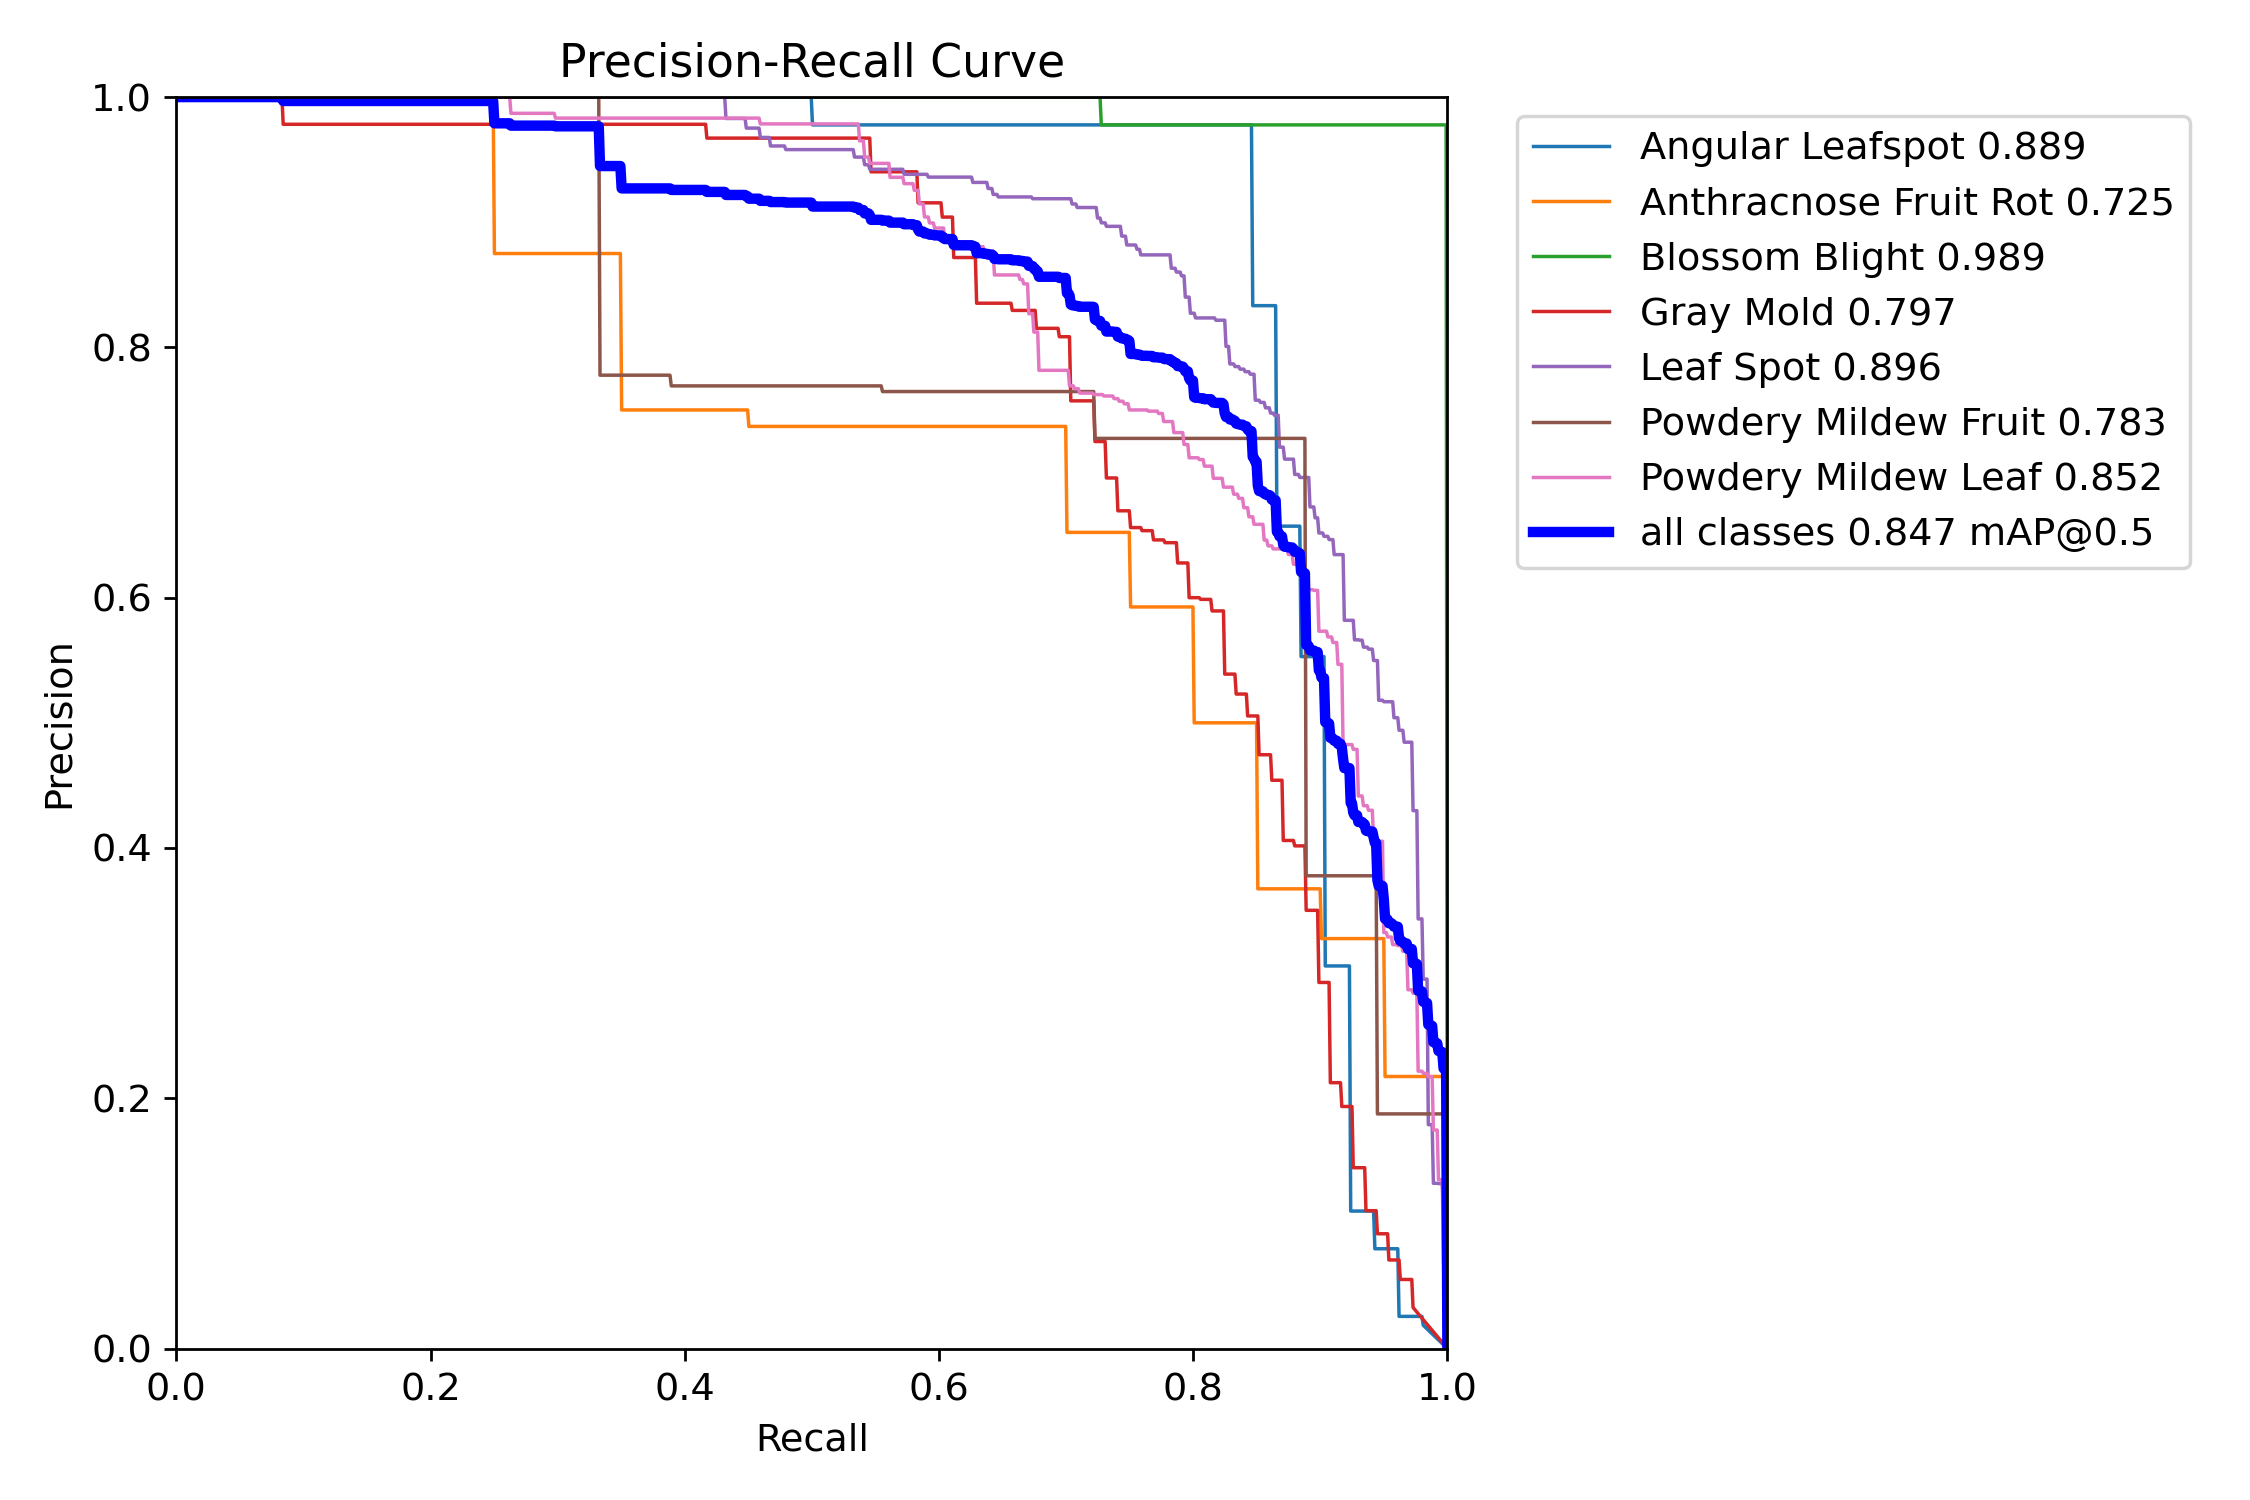 Precision-Recall Curve
1.0
0.8
0.6
0.4
0.2
0.0
Precision
0.0 0.2 0.4 0.6 0.8 1.0
Recall
Angular Leafspot 0.889
Anthracnose Fruit Rot 0.725
Blossom Blight 0.989
Gray Mold 0.797
Leaf Spot 0.896
Powdery Mildew Fruit 0.783
Powdery Mildew Leaf 0.852
all classes 0.847 mAP@0.5